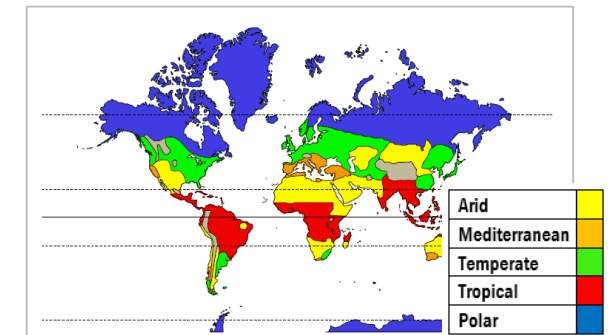 Arid
Mediterranean
Temperate
Tropical
Polar